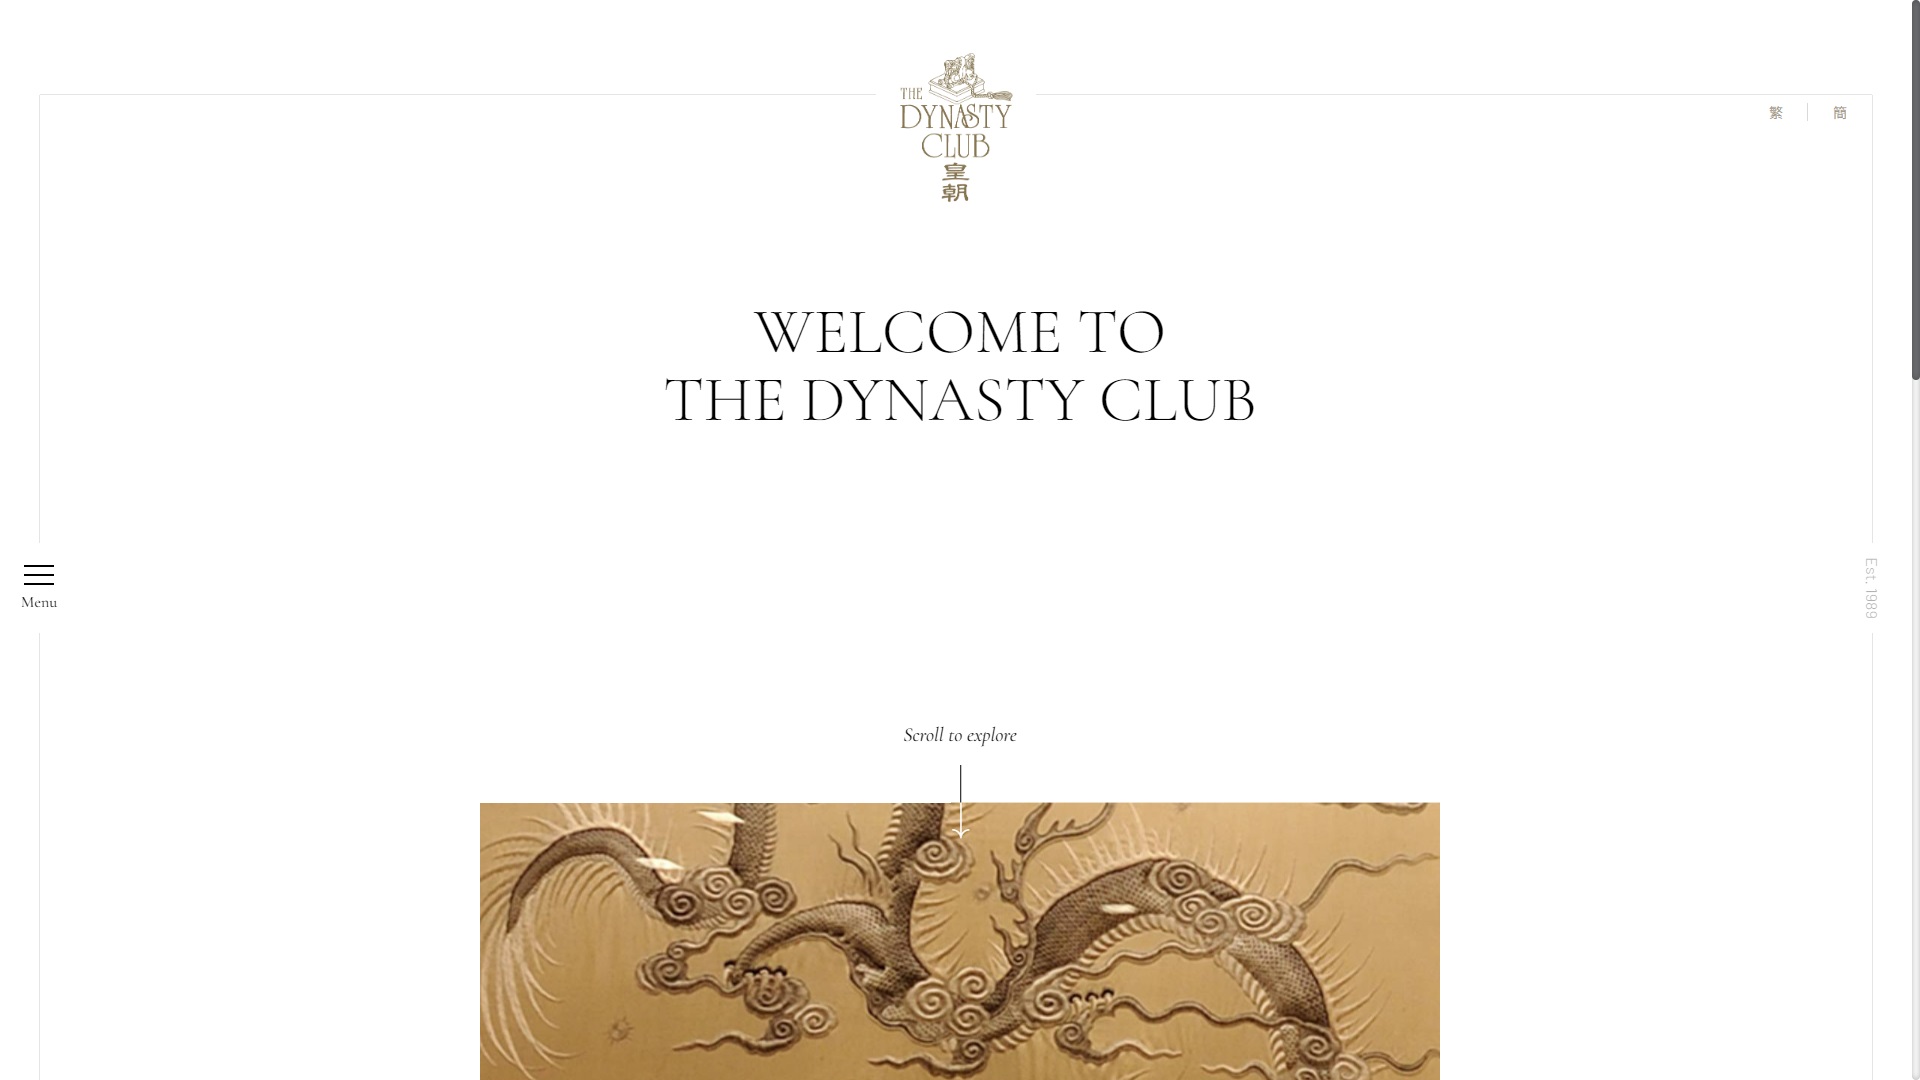 THE
DYNASTY
CLUB
皇
朝
繁 簡
WELCOME TO
THE DYNASTY CLUB
Menu
Est. 1989
Scroll to explore